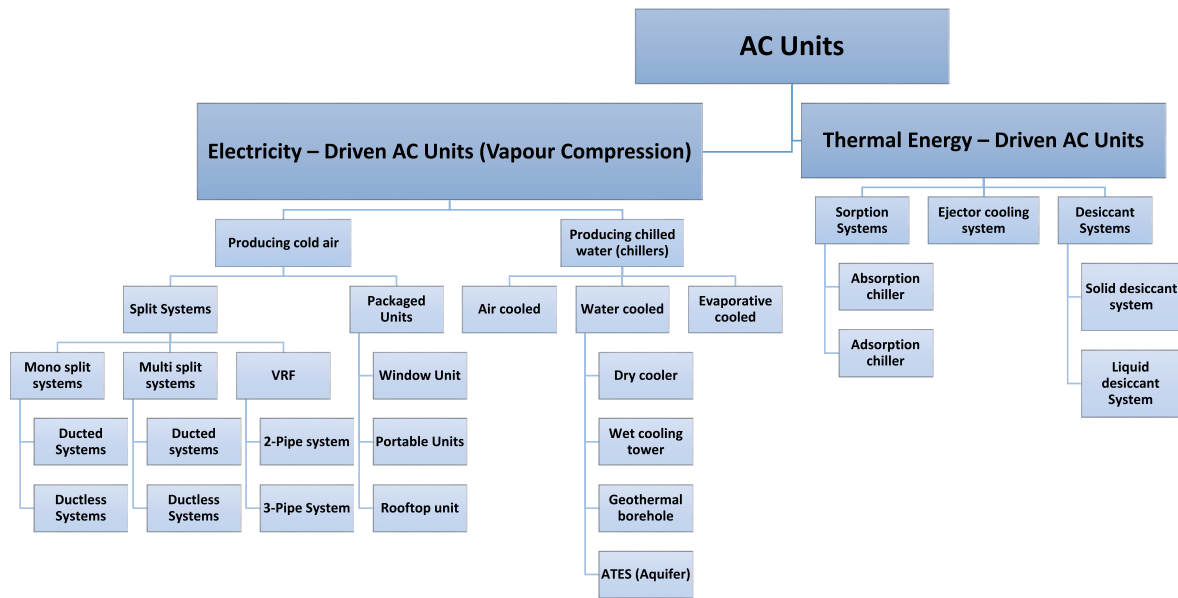 AC Units
Electricity – Driven AC Units (Vapour Compression)
Thermal Energy – Driven AC Units
Producing cold air
Producing chilled
water (chillers)
Sorption
Systems
Ejector cooling
system
Desiccant
Systems
Split Systems
Packaged
Units
Air cooled
Water cooled
Evaporative
cooled
Absorption
chiller
Solid desiccant
system
Adsorption
chiller
Liquid
desiccant
System
Mono split
systems
Multi split
systems
VRF
Window Unit
Dry cooler
Ducted
Systems
Ducted
systems
2-Pipe system
Portable Units
Wet cooling
tower
Ductless
Systems
Ductless
Systems
3-Pipe System
Rooftop unit
Geothermal
borehole
ATES (Aquifer)